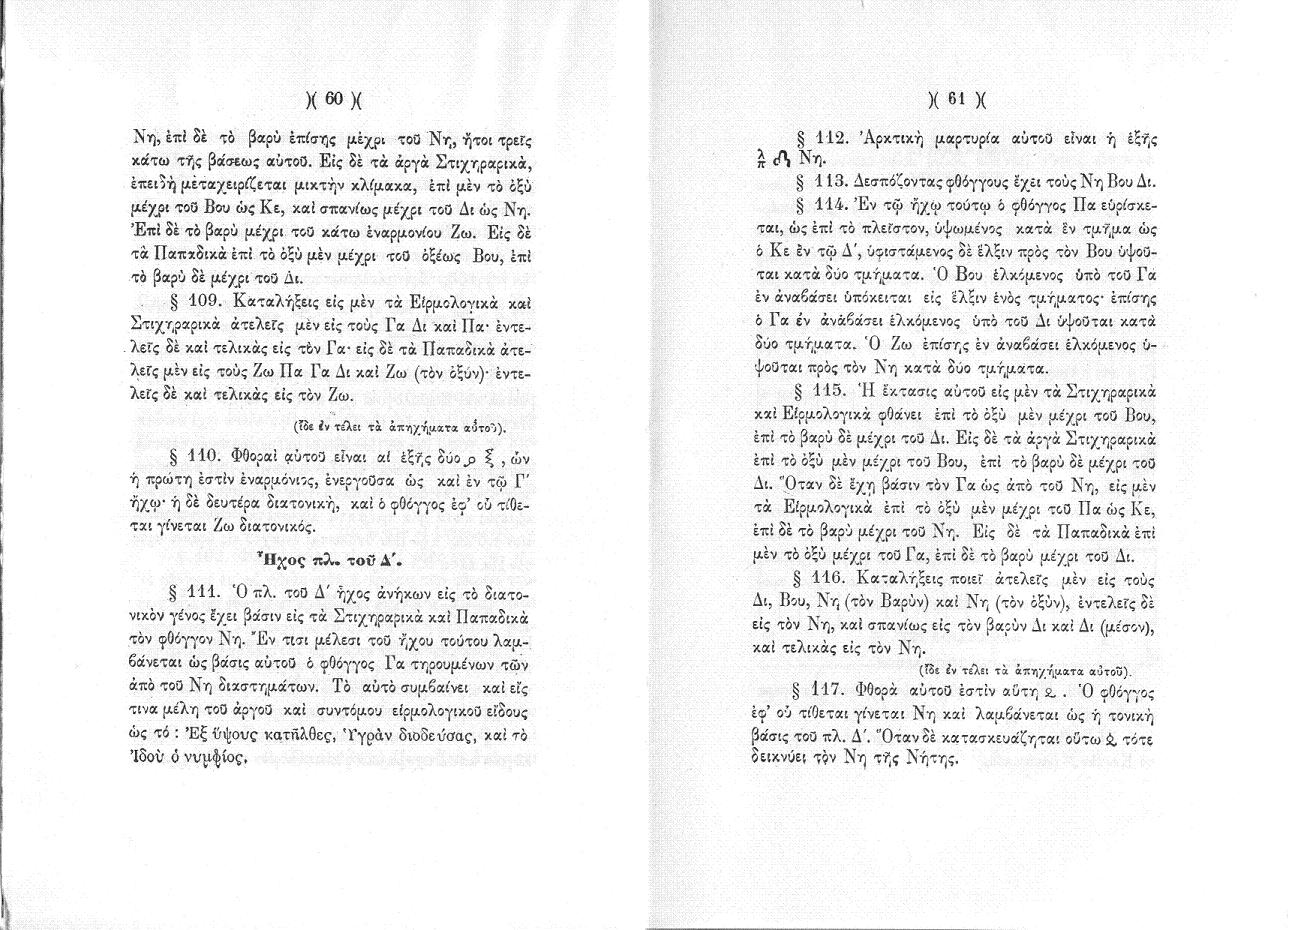 )( 60 )(
Νη, ἐπὶ δὲ τὸ βαρὺ ἐπίσης μέχρι τοῦ Νη, ἤτοι τρεῖς
κάτω τῆς βάσεως αὐτοῦ. Εἰς δὲ τὰ ἀργὰ Στιχηραρικὰ,
ἐπειδὴ μεταχειρίζεται μικτὴν κλίμακα, ἐπὶ μὲν τὸ ὀξὺ
μέχρι τοῦ Βου ὡς Κε, καὶ σπανίως μέχρι τοῦ Δι ὡς Νη.
Ἐπὶ δὲ τὸ βαρὺ μέχρι τοῦ κάτω ἐναρμονίου Ζω. Εἰς δὲ
τὰ Παπαδικὰ ἐπὶ τὸ ὀξὺ μὲν μέχρι τοῦ ὀξέως Βου, ἐπὶ
τὸ βαρὺ δὲ μέχρι τοῦ Δι.
§ 109. Καταλήξεις εἰς μὲν τὰ Εἱρμολογικὰ καὶ
Στιχηραρικὰ ἀτελεῖς μὲν εἰς τοὺς Γα Δι καὶ Πα· ἐντε-
λεῖς δὲ καὶ τελικὰς εἰς τὸν Γα· εἰς δὲ τὰ Παπαδικὰ ἀτε-
λεῖς μὲν εἰς τοὺς Ζω Πα Γα Δι καὶ Ζω (τὸν ὀξύν)· ἐντε-
λεῖς δὲ καὶ τελικὰς εἰς τὸν Ζω.
(Ἴδε ἐν τέλει τὰ ἀπηχήματα αὐτοῦ).
§ 110. Φθοραὶ αὐτοῦ εἶναι αἱ ἑξῆς δύο , ὧν
ἡ πρώτη ἐστὶν ἐναρμόνιος, ἐνεργοῦσα ὡς καὶ ἐν τῷ Γ΄
ἤχῳ· ἡ δὲ δευτέρα διατονικὴ, καὶ ὁ φθόγγος ἐφ' οὗ τίθε-
ται γίνεται Ζω διατονικός.
Ἦχος πλ. τοῦ Δ΄.
§ 111. Ὁ πλ. τοῦ Δ΄ ἦχος ἀνήκων εἰς τὸ διατο-
νικὸν γένος ἔχει βάσιν εἰς τὰ Στιχηραρικὰ καὶ Παπαδικὰ
τὸν φθόγγον Νη. Ἔν τισι μέλεσι τοῦ ἤχου τούτου λαμ-
βάνεται ὡς βάσις αὐτοῦ ὁ φθόγγος Γα τηρουμένων τῶν
ἀπὸ τοῦ Νη διαστημάτων. Τὸ αὐτὸ συμβαίνει καὶ εἴς
τινα μέλη τοῦ ἀργοῦ καὶ συντόμου εἱρμολογικοῦ εἴδους
ὡς τό : Ἐξ ὕψους κατῆλθες, Ὑγρὰν διοδεύσας, καὶ τὸ
Ἰδοὺ ὁ νυμφίος.
)( 61 )(
§ 112. Ἀρκτικὴ μαρτυρία αὐτοῦ εἶναι ἡ ἑξῆς
λ/π Νη.
§ 113. Δεσπόζοντας φθόγγους ἔχει τοὺς Νη Βου Δι.
§ 114. Ἐν τῷ ἤχῳ τούτῳ ὁ φθόγγος Πα εὑρίσκε-
ται, ὡς ἐπὶ τὸ πλεῖστον, ὑψωμένος κατὰ ἓν τμῆμα ὡς
ὁ Κε ἐν τῷ Δ΄, ὑφιστάμενος δὲ ἕλξιν πρὸς τὸν Βου ὑψοῦ-
ται κατὰ δύο τμήματα. Ὁ Βου ἑλκόμενος ὑπὸ τοῦ Γα
ἐν ἀναβάσει ὑπόκειται εἰς ἕλξιν ἑνὸς τμήματος· ἐπίσης
ὁ Γα ἐν ἀναβάσει ἑλκόμενος ὑπὸ τοῦ Δι ὑψοῦται κατὰ
δύο τμήματα. Ὁ Ζω ἐπίσης ἐν ἀναβάσει ἑλκόμενος ὑ-
ψοῦται πρὸς τὸν Νη κατὰ δύο τμήματα.
§ 115. Ἡ ἔκτασις αὐτοῦ εἰς μὲν τὰ Στιχηραρικὰ
καὶ Εἱρμολογικὰ φθάνει ἐπὶ τὸ ὀξὺ μὲν μέχρι τοῦ Βου,
ἐπὶ τὸ βαρὺ δὲ μέχρι τοῦ Δι. Εἰς δὲ τὰ ἀργὰ Στιχηραρικὰ
ἐπὶ τὸ ὀξὺ μὲν μέχρι τοῦ Βου, ἐπὶ τὸ βαρὺ δὲ μέχρι τοῦ
Δι. Ὅταν δὲ ἔχῃ βάσιν τὸν Γα ὡς ἀπὸ τοῦ Νη, εἰς μὲν
τὰ Εἱρμολογικὰ ἐπὶ τὸ ὀξὺ μὲν μέχρι τοῦ Πα ὡς Κε,
ἐπὶ δὲ τὸ βαρὺ μέχρι τοῦ Νη. Εἰς δὲ τὰ Παπαδικὰ ἐπὶ
μὲν τὸ ὀξὺ μέχρι τοῦ Γα, ἐπὶ δὲ τὸ βαρὺ μέχρι τοῦ Δι.
§ 116. Καταλήξεις ποιεῖ ἀτελεῖς μὲν εἰς τοὺς
Δι, Βου, Νη (τὸν Βαρὺν) καὶ Νη (τὸν ὀξὺν), ἐντελεῖς δὲ
εἰς τὸν Νη, καὶ σπανίως εἰς τὸν βαρὺν Δι καὶ Δι (μέσον),
καὶ τελικὰς εἰς τὸν Νη.
(Ἴδε ἐν τέλει τὰ ἀπηχήματα αὐτοῦ).
§ 117. Φθορὰ αὐτοῦ ἐστὶν αὕτη . Ὁ φθόγγος
ἐφ' οὗ τίθεται γίνεται Νη καὶ λαμβάνεται ὡς ἡ τονικὴ
βάσις τοῦ πλ. Δ΄. Ὅταν δὲ κατασκευάζηται οὕτω , τότε
δεικνύει τὸν Νη τῆς Νήτης.